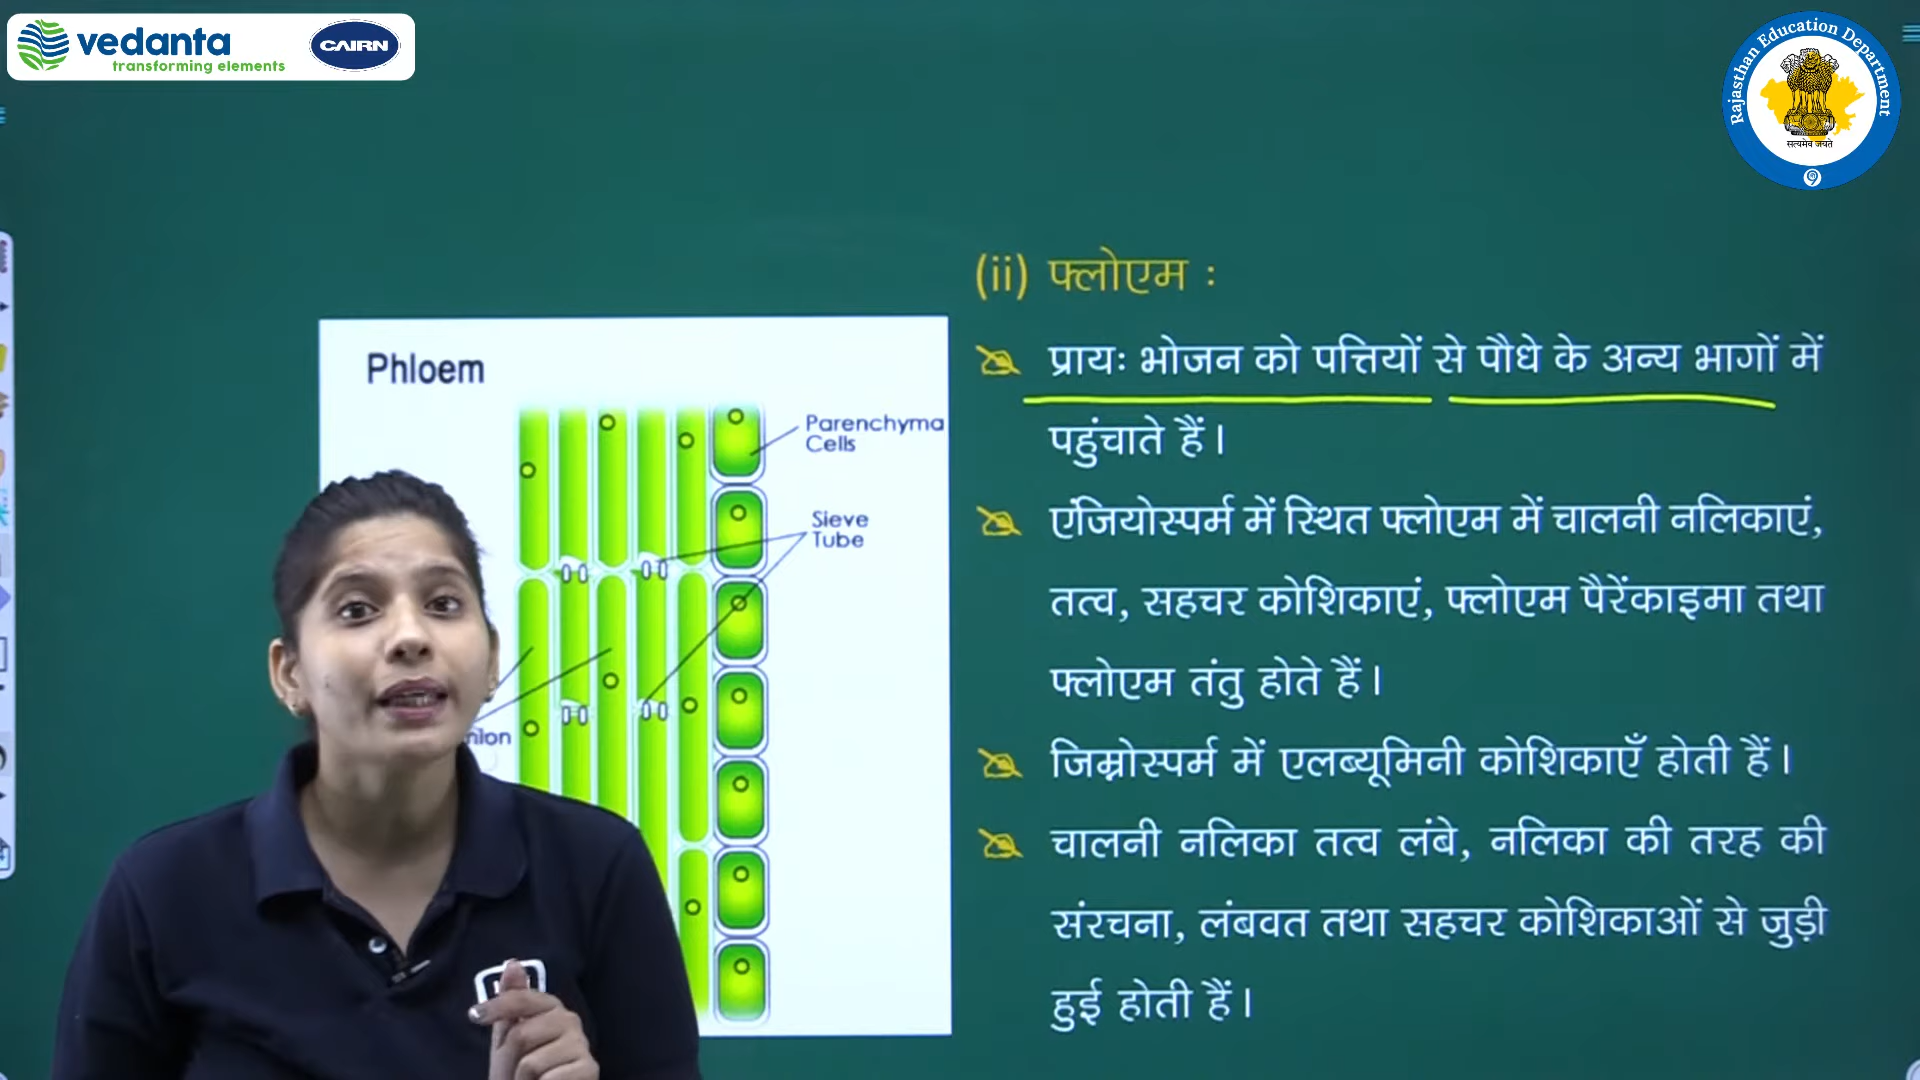 vedanta
transforming elements
CAIRN
Rajasthan Education Department
सत्यमेव जयते
(ii) फ्लोएम :
प्रायः भोजन को पत्तियों से पौधे के अन्य भागों में
पहुंचाते हैं।
एंजियोस्पर्म में स्थित फ्लोएम में चालनी नलिकाएं,
तत्व, सहचर कोशिकाएं, फ्लोएम पैरेंकाइमा तथा
फ्लोएम तंतु होते हैं।
जिम्नोस्पर्म में एलब्यूमिनी कोशिकाएँ होती हैं।
चालनी नलिका तत्व लंबे, नलिका की तरह की
संरचना, लंबवत तथा सहचर कोशिकाओं से जुड़ी
हुई होती हैं।
Phloem
Parenchyma
Cells
Sieve
Tube